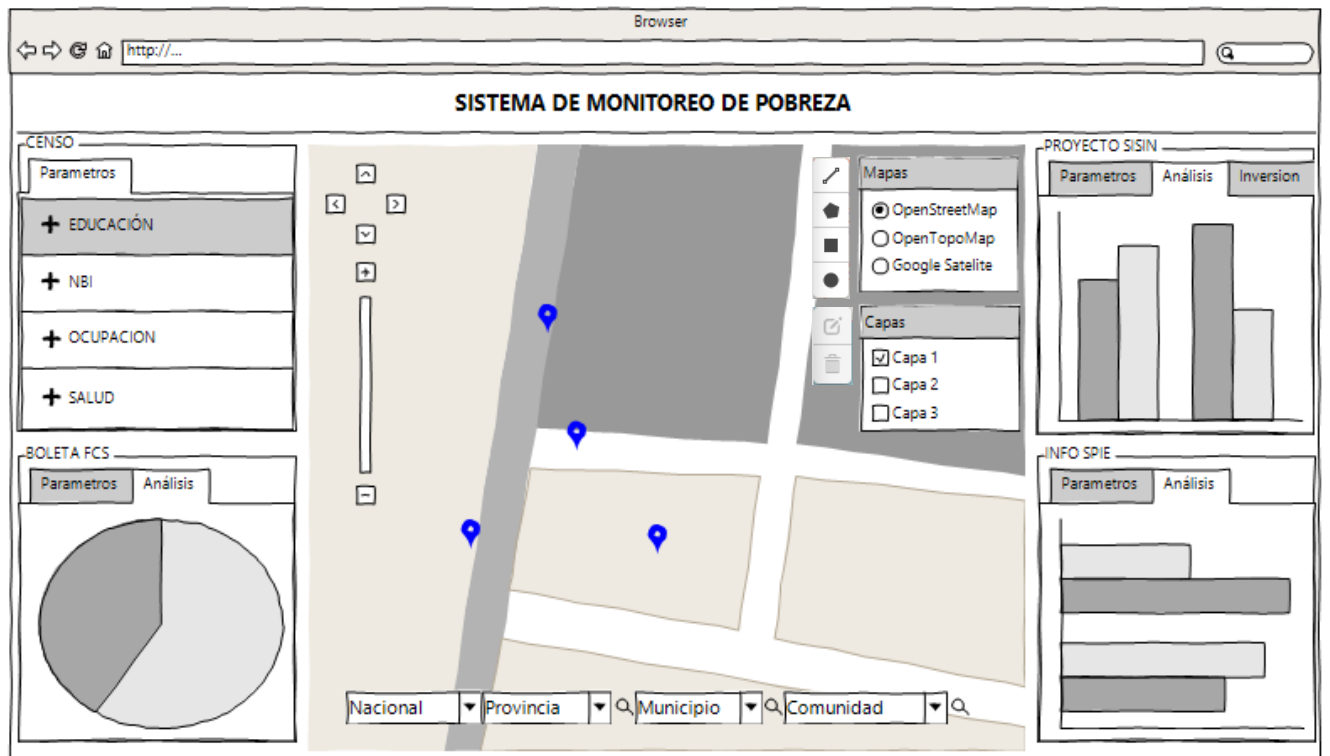 Browser
http://...
SISTEMA DE MONITOREO DE POBREZA
CENSO
Parametros
EDUCACIÓN
NBI
OCUPACION
SALUD
BOLETA FCS
Parametros Análisis
Mapas
OpenStreetMap
OpenTopoMap
Google Satelite
Capas
Capa 1
Capa 2
Capa 3
Nacional Provincia Municipio Comunidad
PROYECTO SISIN
Parametros Análisis Inversion
INFO SPIE
Parametros Análisis